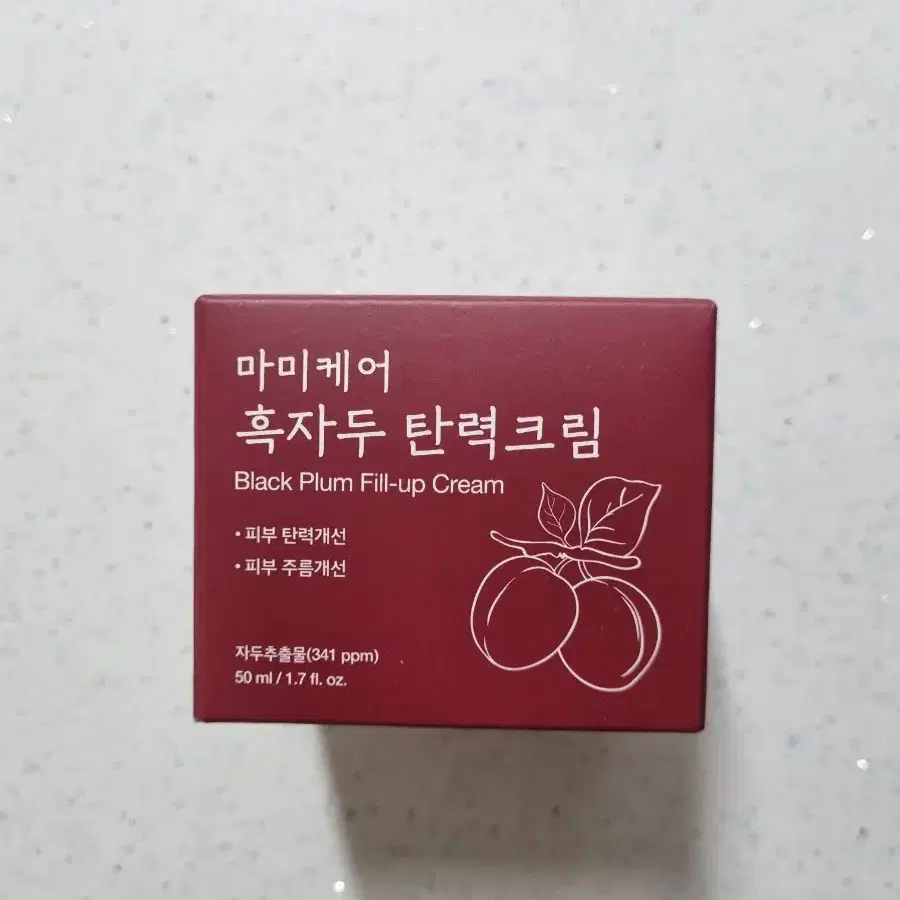 마미케어
흑자두 탄력크림
Black Plum Fill-up Cream
• 피부 탄력개선
• 피부 주름개선
자두추출물(341 ppm)
50 ml / 1.7 fl. oz.